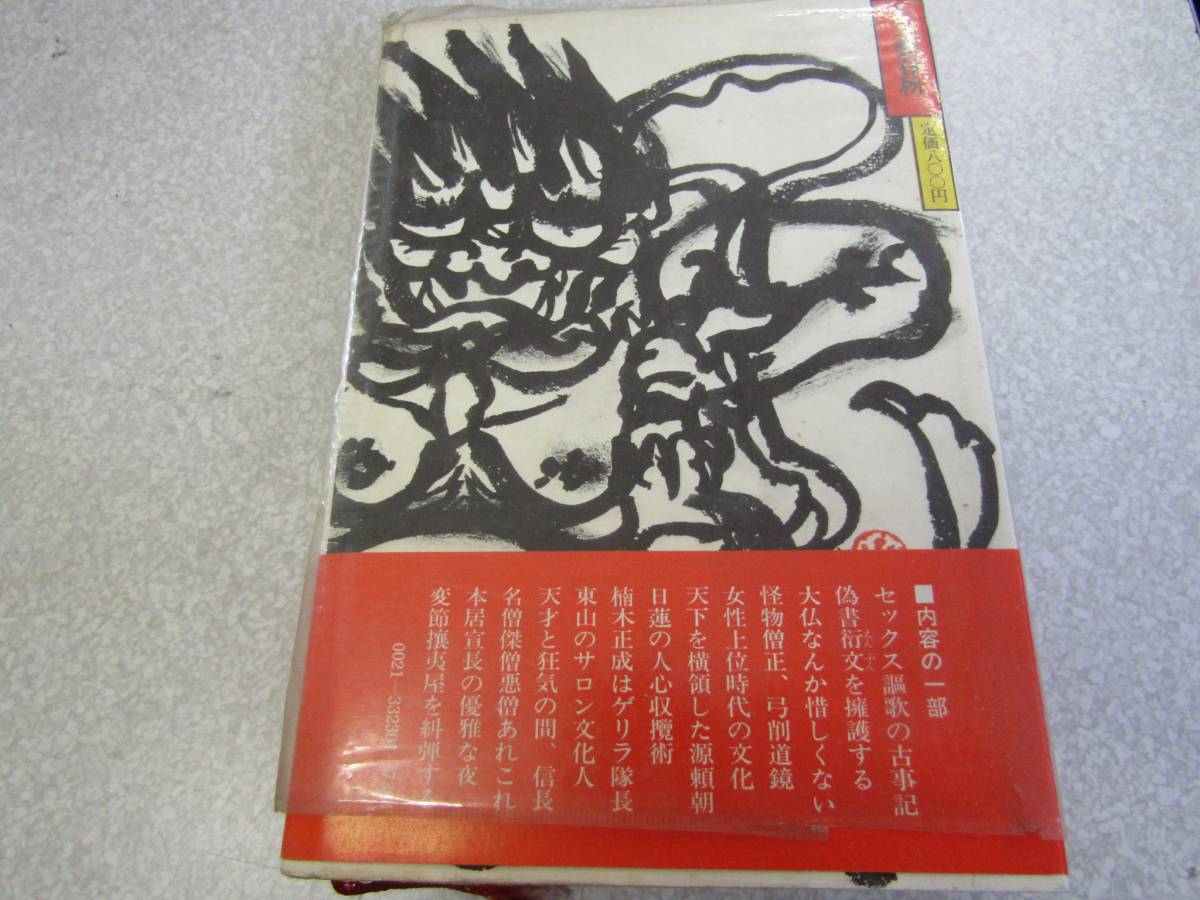 定価八〇〇円
■内容の一部
セックス謳歌の古事記
偽書衍文を擁護する
えんぶん
大仏なんか惜しくない
怪物僧正、弓削道鏡
女性上位時代の文化
天下を横領した源頼朝
日蓮の人心収攬術
楠木正成はゲリラ隊長
東山のサロン文化人
天才と狂気の間、信長
名僧傑僧悪僧あれこれ
本居宣長の優雅な夜
変節攘夷屋を糾弾する
0021―332301